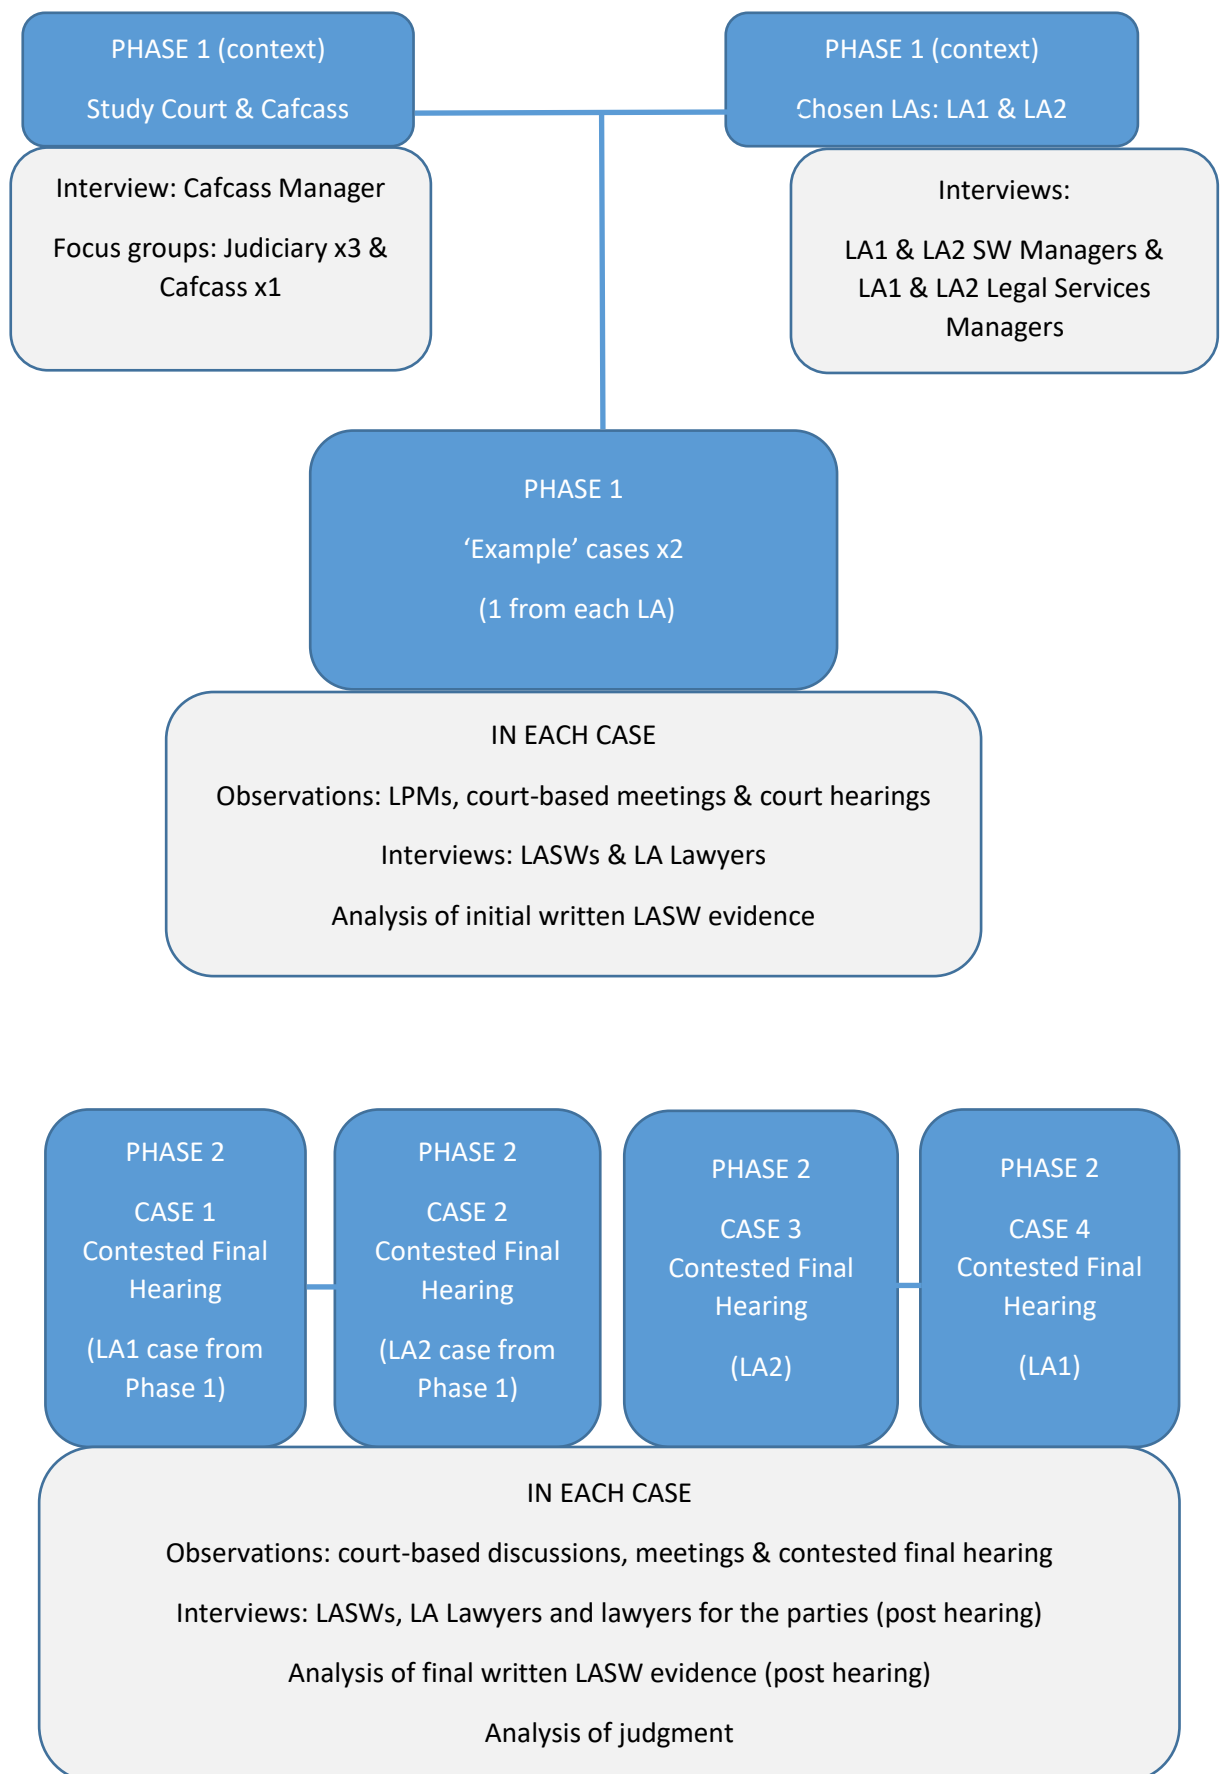 PHASE 1 (context)
Study Court & Cafcass
Interview: Cafcass Manager
Focus groups: Judiciary x3 &
Cafcass x1
PHASE 1 (context)
Chosen LAs: LA1 & LA2
Interviews:
LA1 & LA2 SW Managers &
LA1 & LA2 Legal Services
Managers
PHASE 1
‘Example’ cases x2
(1 from each LA)
IN EACH CASE
Observations: LPMs, court-based meetings & court hearings
Interviews: LASWs & LA Lawyers
Analysis of initial written LASW evidence
PHASE 2
CASE 1
Contested Final
Hearing
(LA1 case from
Phase 1)
PHASE 2
CASE 2
Contested Final
Hearing
(LA2 case from
Phase 1)
PHASE 2
CASE 3
Contested Final
Hearing
(LA2)
PHASE 2
CASE 4
Contested Final
Hearing
(LA1)
IN EACH CASE
Observations: court-based discussions, meetings & contested final hearing
Interviews: LASWs, LA Lawyers and lawyers for the parties (post hearing)
Analysis of final written LASW evidence (post hearing)
Analysis of judgment